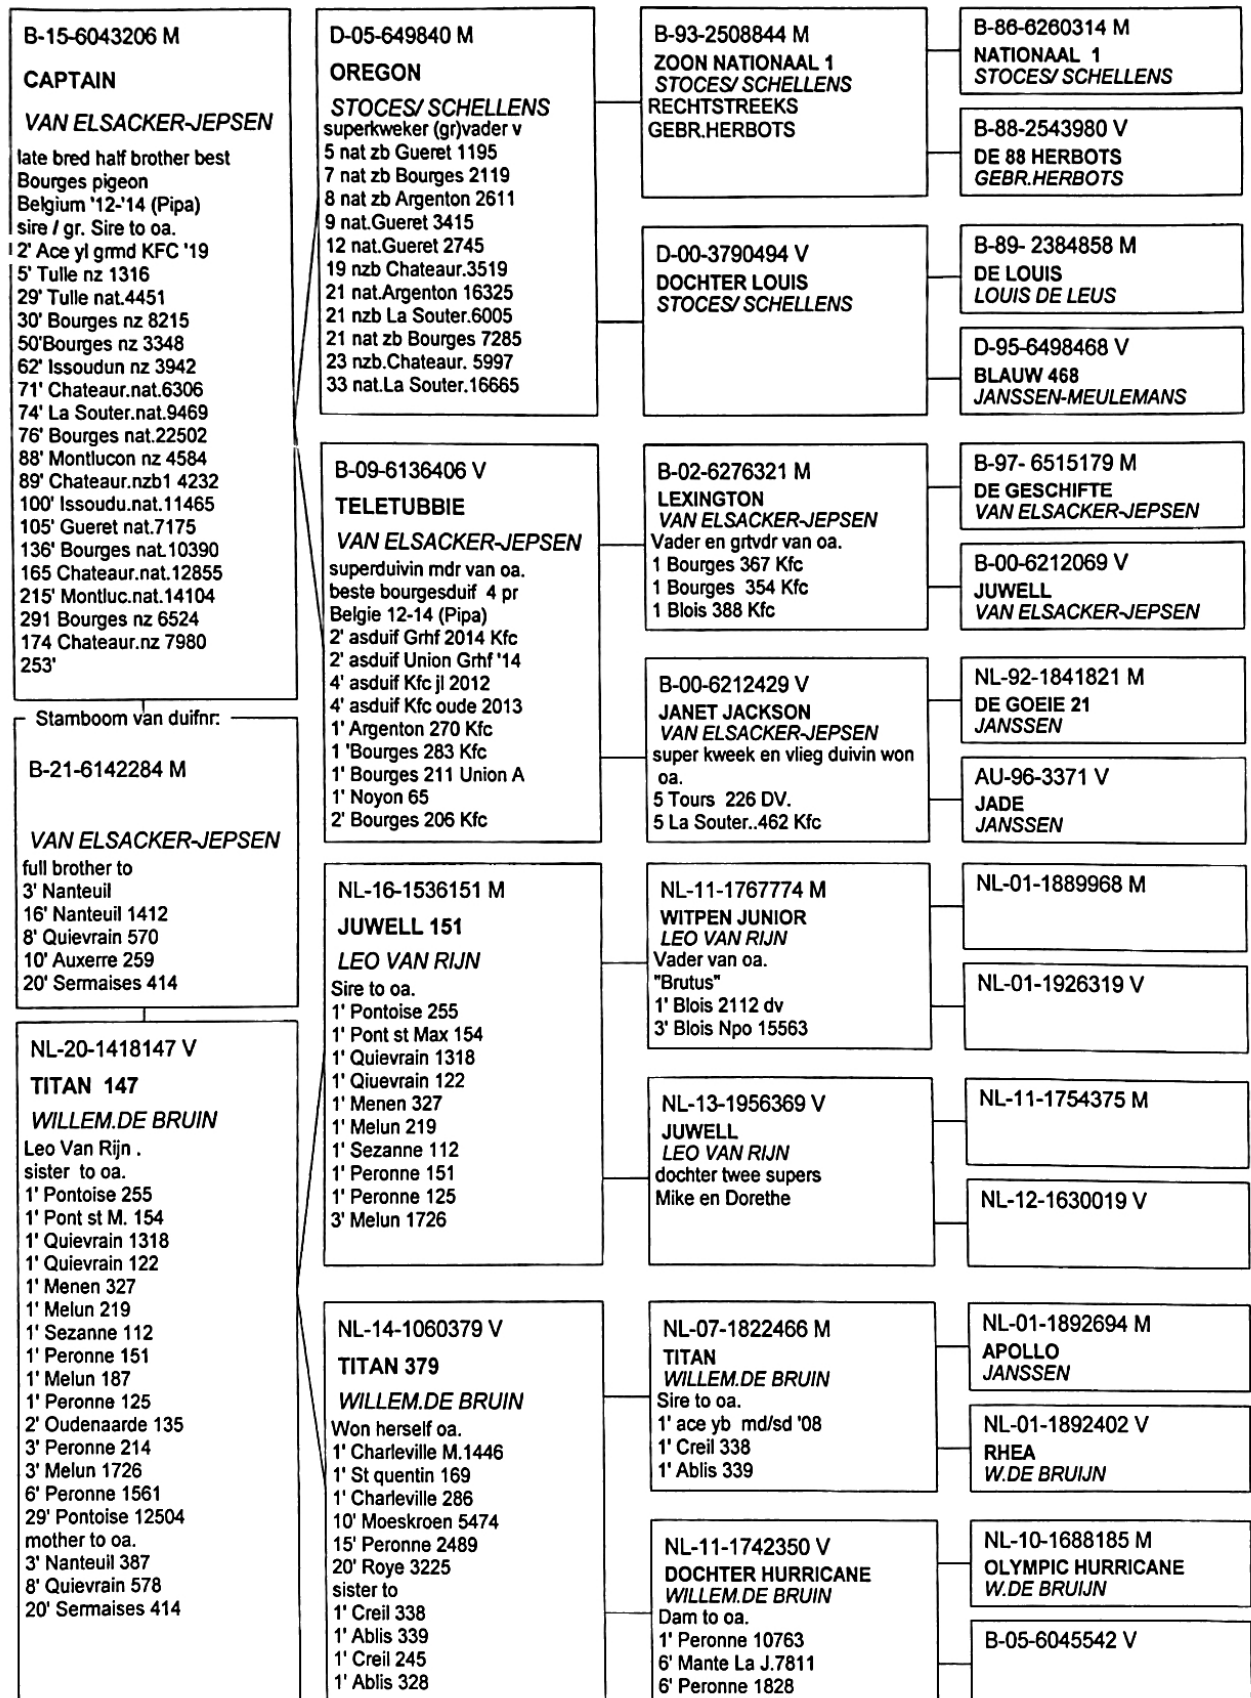 B-15-6043206 M
CAPTAIN
VAN ELSACKER-JEPSEN
late bred half brother best
Bourges pigeon
Belgium '12-'14 (Pipa)
sire / gr. Sire to oa.
2' Ace yl grmd KFC '19
5' Tulle nz 1316
29' Tulle nat.4451
30' Bourges nz 8215
50'Bourges nz 3348
62' Issoudun nz 3942
71' Chateaur.nat.6306
74' La Souter.nat.9469
76' Bourges nat.22502
88' Montlucon nz 4584
89' Chateaur.nzb1 4232
100' Issoudu.nat.11465
105' Gueret nat.7175
136' Bourges nat.10390
165 Chateaur.nat.12855
215' Montluc.nat.14104
291 Bourges nz 6524
174 Chateaur.nz 7980
253'
Stamboom van duifnr:
B-21-6142284 M
VAN ELSACKER-JEPSEN
full brother to
3' Nanteuil
16' Nanteuil 1412
8' Quievrain 570
10' Auxerre 259
20' Sermaises 414
NL-20-1418147 V
TITAN 147
WILLEM.DE BRUIN
Leo Van Rijn .
sister to oa.
1' Pontoise 255
1' Pont st M. 154
1' Quievrain 1318
1' Quievrain 122
1' Menen 327
1' Melun 219
1' Sezanne 112
1' Peronne 151
1' Melun 187
1' Peronne 125
2' Oudenaarde 135
3' Peronne 214
3' Melun 1726
6' Peronne 1561
29' Pontoise 12504
mother to oa.
3' Nanteuil 387
8' Quievrain 578
20' Sermaises 414
D-05-649840 M
OREGON
STOCES/ SCHELLENS
superkweker (gr)vader v
5 nat zb Gueret 1195
7 nat zb Bourges 2119
8 nat zb Argenton 2611
9 nat.Gueret 3415
12 nat.Gueret 2745
19 nzb Chateaur.3519
21 nat.Argenton 16325
21 nzb La Souter.6005
21 nat zb Bourges 7285
23 nzb.Chateaur. 5997
33 nat.La Souter.16665
B-09-6136406 V
TELETUBBIE
VAN ELSACKER-JEPSEN
superduivin mdr van oa.
beste bourgesduif 4 pr
Belgie 12-14 (Pipa)
2' asduif Grhf 2014 Kfc
2' asduif Union Grhf '14
4' asduif Kfc jl 2012
4' asduif Kfc oude 2013
1' Argenton 270 Kfc
1 'Bourges 283 Kfc
1' Bourges 211 Union A
1' Noyon 65
2' Bourges 206 Kfc
NL-16-1536151 M
JUWELL 151
LEO VAN RIJN
Sire to oa.
1' Pontoise 255
1' Pont st Max 154
1' Quievrain 1318
1' Qiuevrain 122
1' Menen 327
1' Melun 219
1' Sezanne 112
1' Peronne 151
1' Peronne 125
3' Melun 1726
NL-14-1060379 V
TITAN 379
WILLEM.DE BRUIN
Won herself oa.
1' Charleville M.1446
1' St quentin 169
1' Charleville 286
10' Moeskroen 5474
15' Peronne 2489
20' Roye 3225
sister to
1' Creil 338
1' Ablis 339
1' Creil 245
1' Ablis 328
B-93-2508844 M
ZOON NATIONAAL 1
STOCES/ SCHELLENS
RECHTSTREEKS
GEBR.HERBOTS
D-00-3790494 V
DOCHTER LOUIS
STOCES/ SCHELLENS
B-02-6276321 M
LEXINGTON
VAN ELSACKER-JEPSEN
Vader en grtvdr van oa.
1 Bourges 367 Kfc
1 Bourges 354 Kfc
1 Blois 388 Kfc
B-00-6212429 V
JANET JACKSON
VAN ELSACKER-JEPSEN
super kweek en vlieg duivin won
oa.
5 Tours 226 DV.
5 La Souter..462 Kfc
NL-11-1767774 M
WITPEN JUNIOR
LEO VAN RIJN
Vader van oa.
"Brutus"
1' Blois 2112 dv
3' Blois Npo 15563
NL-13-1956369 V
JUWELL
LEO VAN RIJN
dochter twee supers
Mike en Dorethe
NL-07-1822466 M
TITAN
WILLEM.DE BRUIN
Sire to oa.
1' ace yb md/sd '08
1' Creil 338
1' Ablis 339
NL-11-1742350 V
DOCHTER HURRICANE
WILLEM.DE BRUIN
Dam to oa.
1' Peronne 10763
6' Mante La J.7811
6' Peronne 1828
B-86-6260314 M
NATIONAAL 1
STOCES/ SCHELLENS
B-88-2543980 V
DE 88 HERBOTS
GEBR.HERBOTS
B-89- 2384858 M
DE LOUIS
LOUIS DE LEUS
D-95-6498468 V
BLAUW 468
JANSSEN-MEULEMANS
B-97- 6515179 M
DE GESCHIFTE
VAN ELSACKER-JEPSEN
B-00-6212069 V
JUWELL
VAN ELSACKER-JEPSEN
NL-92-1841821 M
DE GOEIE 21
JANSSEN
AU-96-3371 V
JADE
JANSSEN
NL-01-1889968 M
NL-01-1926319 V
NL-11-1754375 M
NL-12-1630019 V
NL-01-1892694 M
APOLLO
JANSSEN
NL-01-1892402 V
RHEA
W.DE BRUIJN
NL-10-1688185 M
OLYMPIC HURRICANE
W.DE BRUIJN
B-05-6045542 V